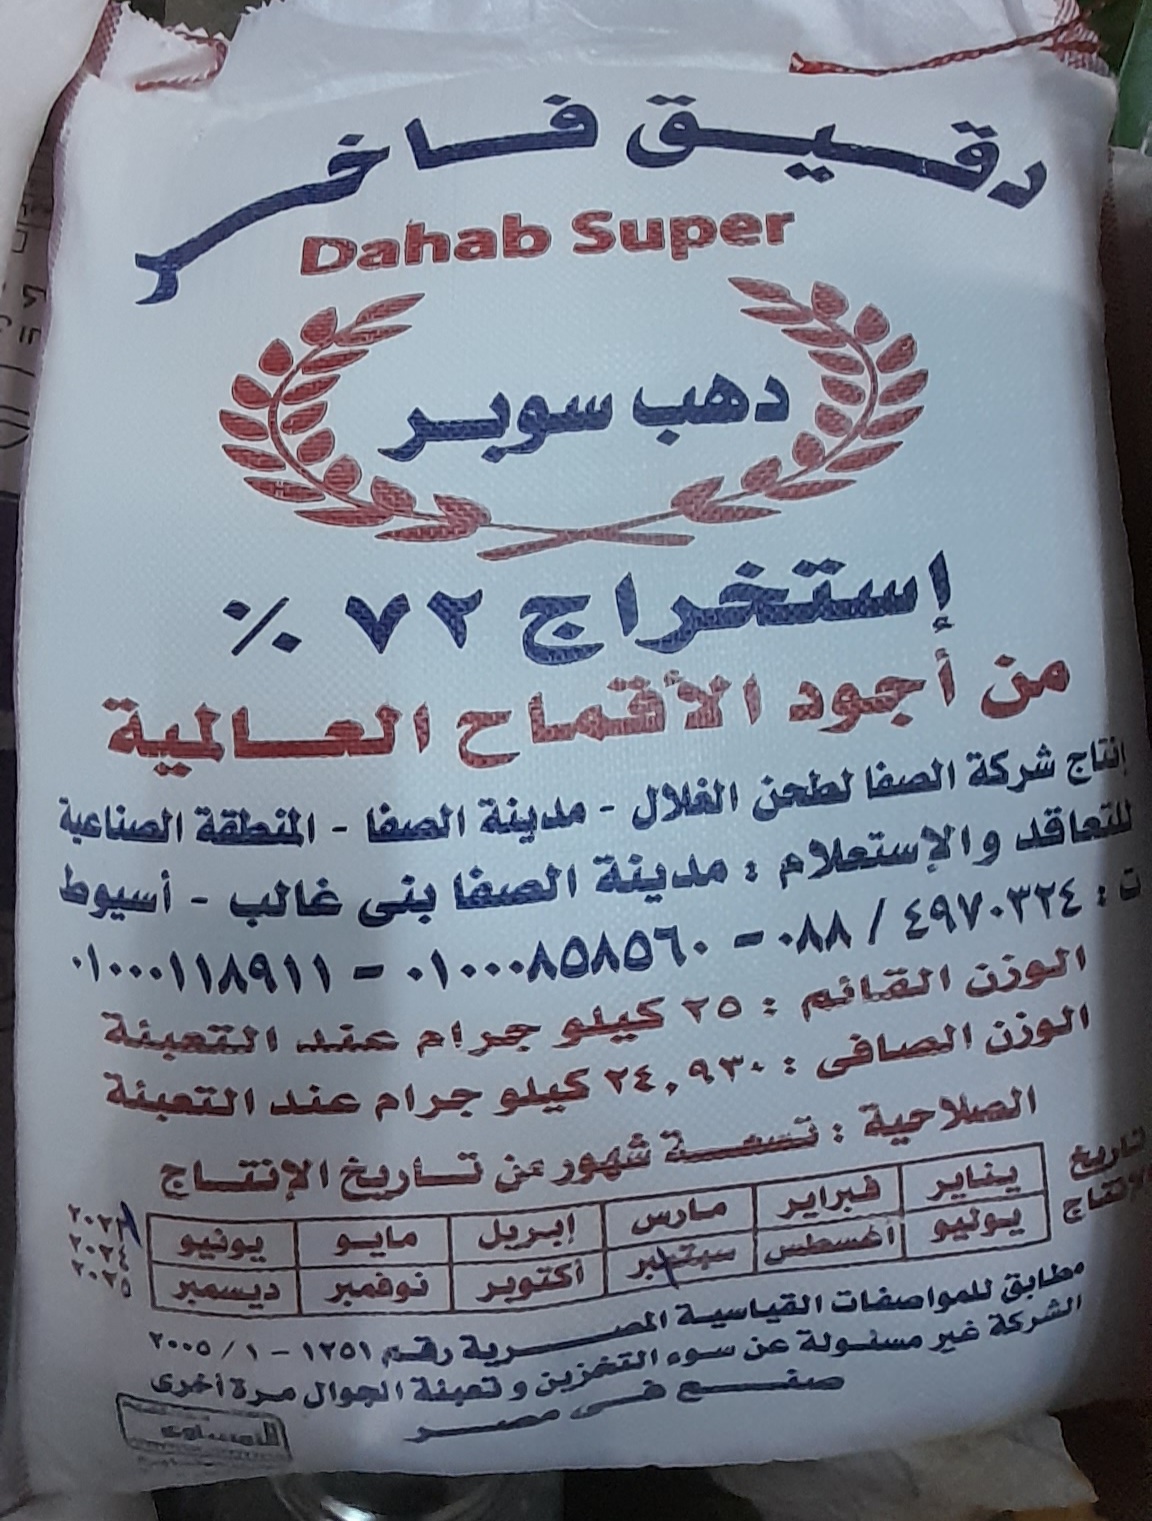 دقيق فاخر
Dahab Super
دهب سوبر
إستخراج ٧٢ ٪
من أجود الأقماح العالمية
إنتاج شركة الصفا لطحن الغلال - مدينة الصفا - المنطقة الصناعية
للتعاقد والإستعلام : مدينة الصفا بنى غالب - أسيوط
ت : ٤٩٧٠٣٢٤ / ٠٨٨ - ٠١٠٠٠٨٥٨٥٦٠ - ٠١٠٠٠١١٨٩١١
الوزن القائم : ٢٥ كيلو جرام عند التعبئة
الوزن الصافى : ٢٤,٩٣٠ كيلو جرام عند التعبئة
الصلاحية : تسعة شهور من تاريخ الإنتاج
تاريخ الإنتاج
يناير فبراير مارس إبريل مايو يونيو
يوليو أغسطس سبتمبر أكتوبر نوفمبر ديسمبر
٢٠٢٣
٢٠٢٤
٢٠٢٥
مطابق للمواصفات القياسية المصرية رقم ١٢٥١ - ١ / ٢٠٠٥
الشركة غير مسئولة عن سوء التخزين و تعبئة الجوال مرة أخرى
صنع فى مصر